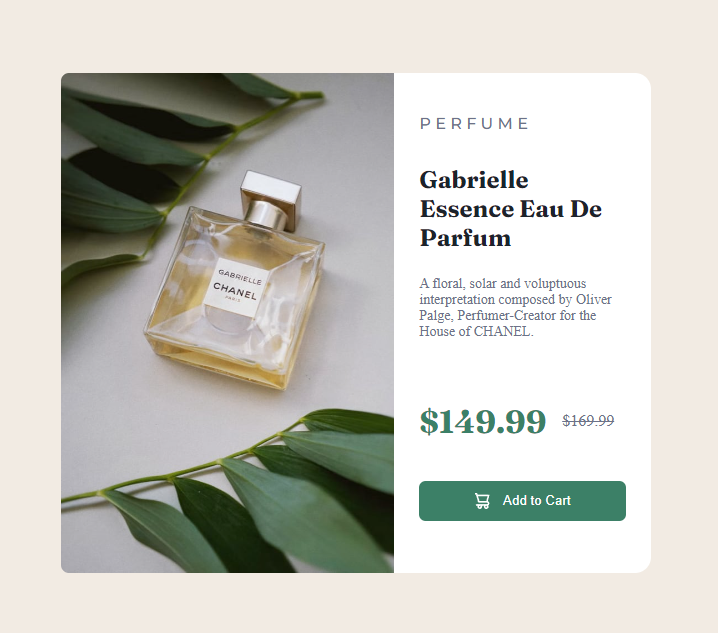 GABRIELLE
CHANEL
PARIS
PERFUME
Gabrielle
Essence Eau De
Parfum
A floral, solar and voluptuous
interpretation composed by Oliver
Palge, Perfumer-Creator for the
House of CHANEL.
$149.99 $169.99
Add to Cart